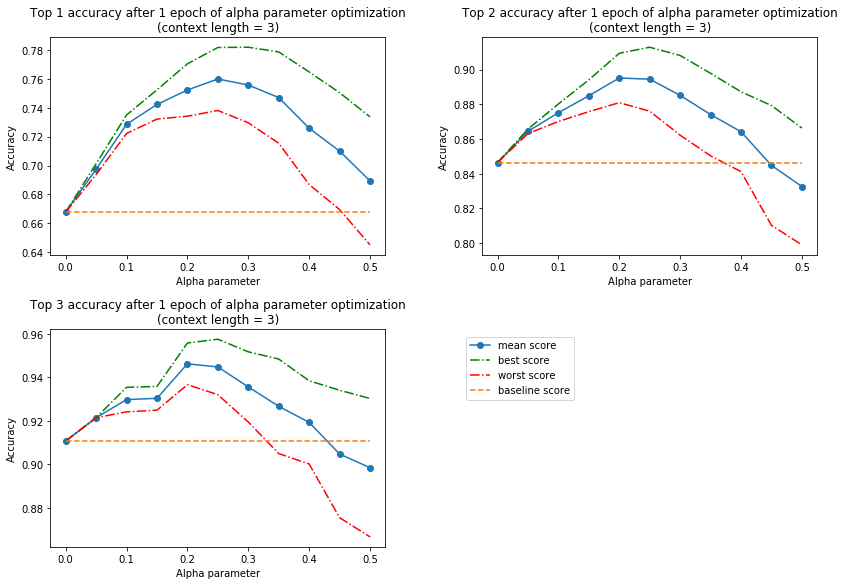 Top 1 accuracy after 1 epoch of alpha parameter optimization
(context length = 3)
0.78
0.76
0.74
0.72
0.70
0.68
0.66
0.64
Accuracy
0.0 0.1 0.2 0.3 0.4 0.5
Alpha parameter
Top 2 accuracy after 1 epoch of alpha parameter optimization
(context length = 3)
0.90
0.88
0.86
0.84
0.82
0.80
Accuracy
0.0 0.1 0.2 0.3 0.4 0.5
Alpha parameter
Top 3 accuracy after 1 epoch of alpha parameter optimization
(context length = 3)
0.96
0.94
0.92
0.90
0.88
Accuracy
0.0 0.1 0.2 0.3 0.4 0.5
Alpha parameter
mean score
best score
worst score
baseline score